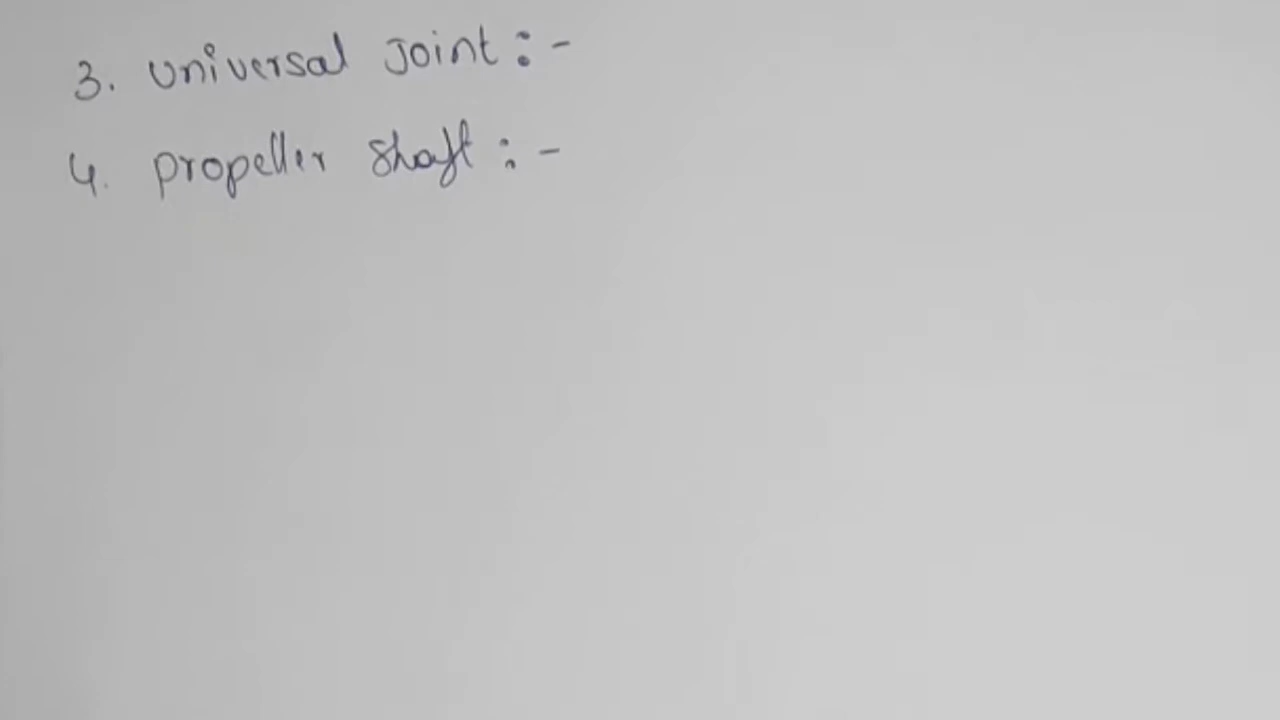 3. Universal Joint :-
4. Propeller Shaft :-